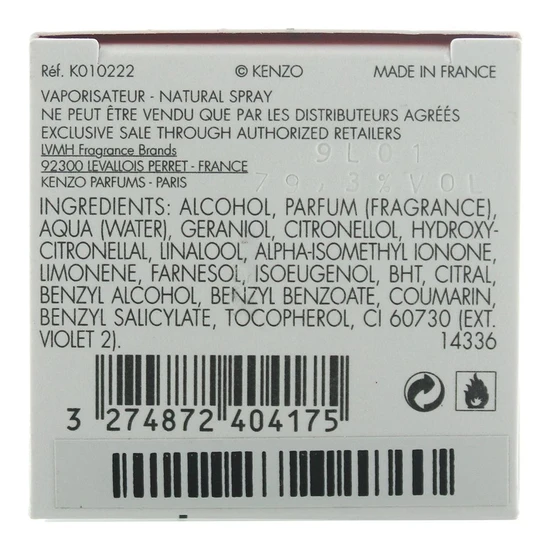 Réf. K010222 © KENZO MADE IN FRANCE
VAPORISATEUR - NATURAL SPRAY
NE PEUT ÊTRE VENDU QUE PAR LES DISTRIBUTEURS AGRÉÉS
EXCLUSIVE SALE THROUGH AUTHORIZED RETAILERS
LVMH Fragrance Brands
9L01
92300 LEVALLOIS PERRET - FRANCE
KENZO PARFUMS - PARIS
79,3% VOL
INGREDIENTS: ALCOHOL, PARFUM (FRAGRANCE),
AQUA (WATER), GERANIOL, CITRONELLOL, HYDROXY-
CITRONELLAL, LINALOOL, ALPHA-ISOMETHYL IONONE,
LIMONENE, FARNESOL, ISOEUGENOL, BHT, CITRAL,
BENZYL ALCOHOL, BENZYL BENZOATE, COUMARIN,
BENZYL SALICYLATE, TOCOPHEROL, CI 60730 (EXT.
VIOLET 2). 14336
3 274872 404175